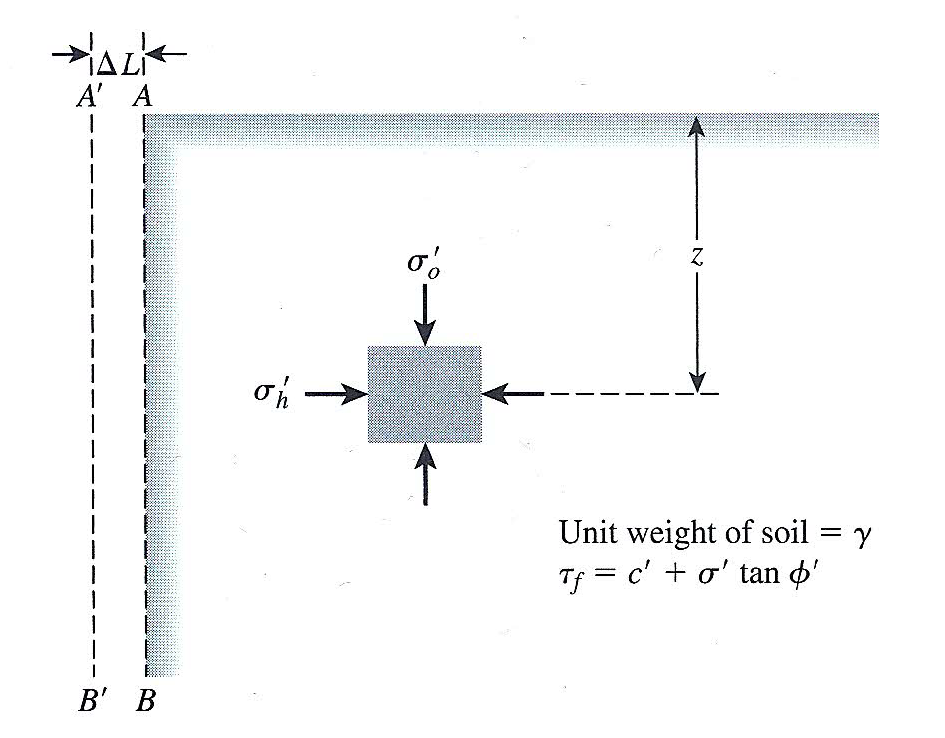 ΔL
A' A
σ'o
z
σ'h
Unit weight of soil = γ
τf = c' + σ' tan ϕ'
B' B